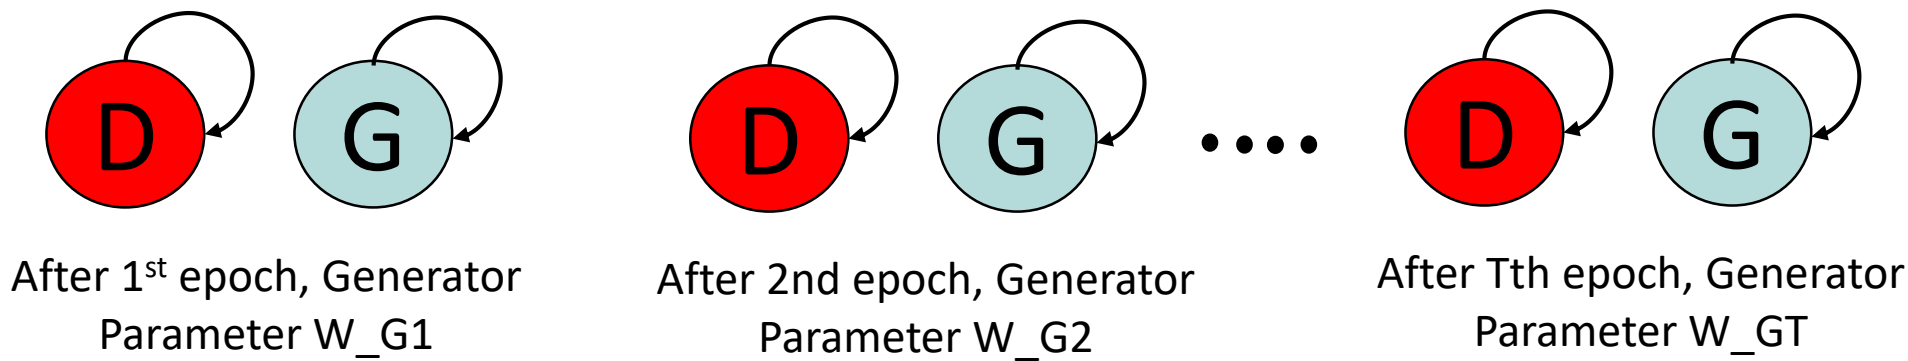 D G D G D G
After 1st epoch, Generator
Parameter W_G1
After 2nd epoch, Generator
Parameter W_G2
After Tth epoch, Generator
Parameter W_GT